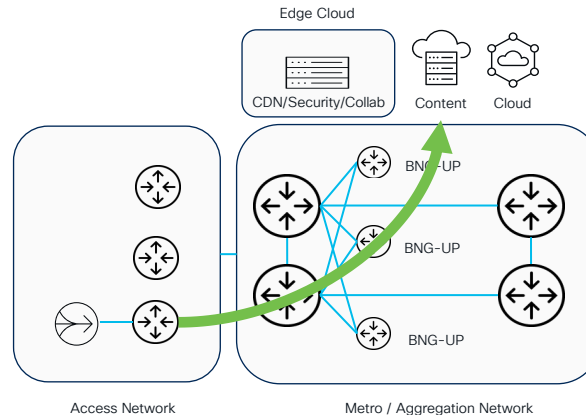 Edge Cloud
CDN/Security/Collab
Content
Cloud
BNG-UP
BNG-UP
BNG-UP
Access Network
Metro / Aggregation Network